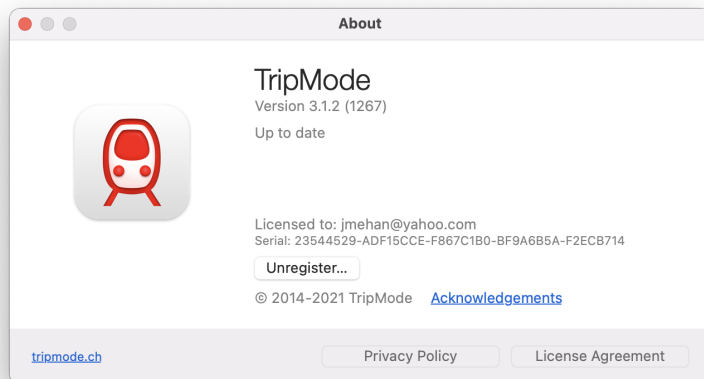 About
TripMode
Version 3.1.2 (1267)
Up to date
Licensed to: jmehan@yahoo.com
Serial: 23544529-ADF15CCE-F867C1B0-BF9A6B5A-F2ECB714
Unregister...
© 2014-2021 TripMode Acknowledgements
tripmode.ch Privacy Policy License Agreement